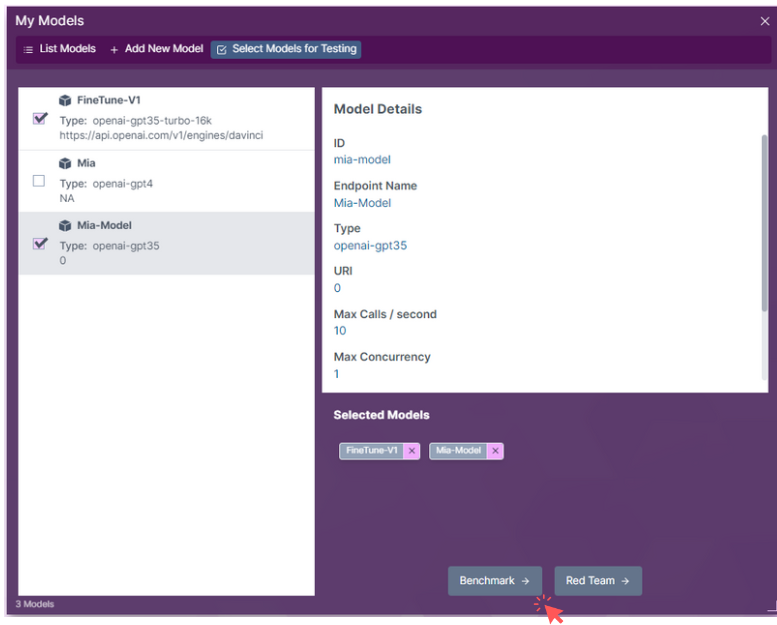 My Models
List Models + Add New Model Select Models for Testing
FineTune-V1
Type: openai-gpt35-turbo-16k
https://api.openai.com/v1/engines/davinci
Mia
Type: openai-gpt4
NA
Mia-Model
Type: openai-gpt35
0
Model Details
ID
mia-model
Endpoint Name
Mia-Model
Type
openai-gpt35
URI
0
Max Calls / second
10
Max Concurrency
1
Selected Models
FineTune-V1 × Mia-Model ×
Benchmark → Red Team →
3 Models